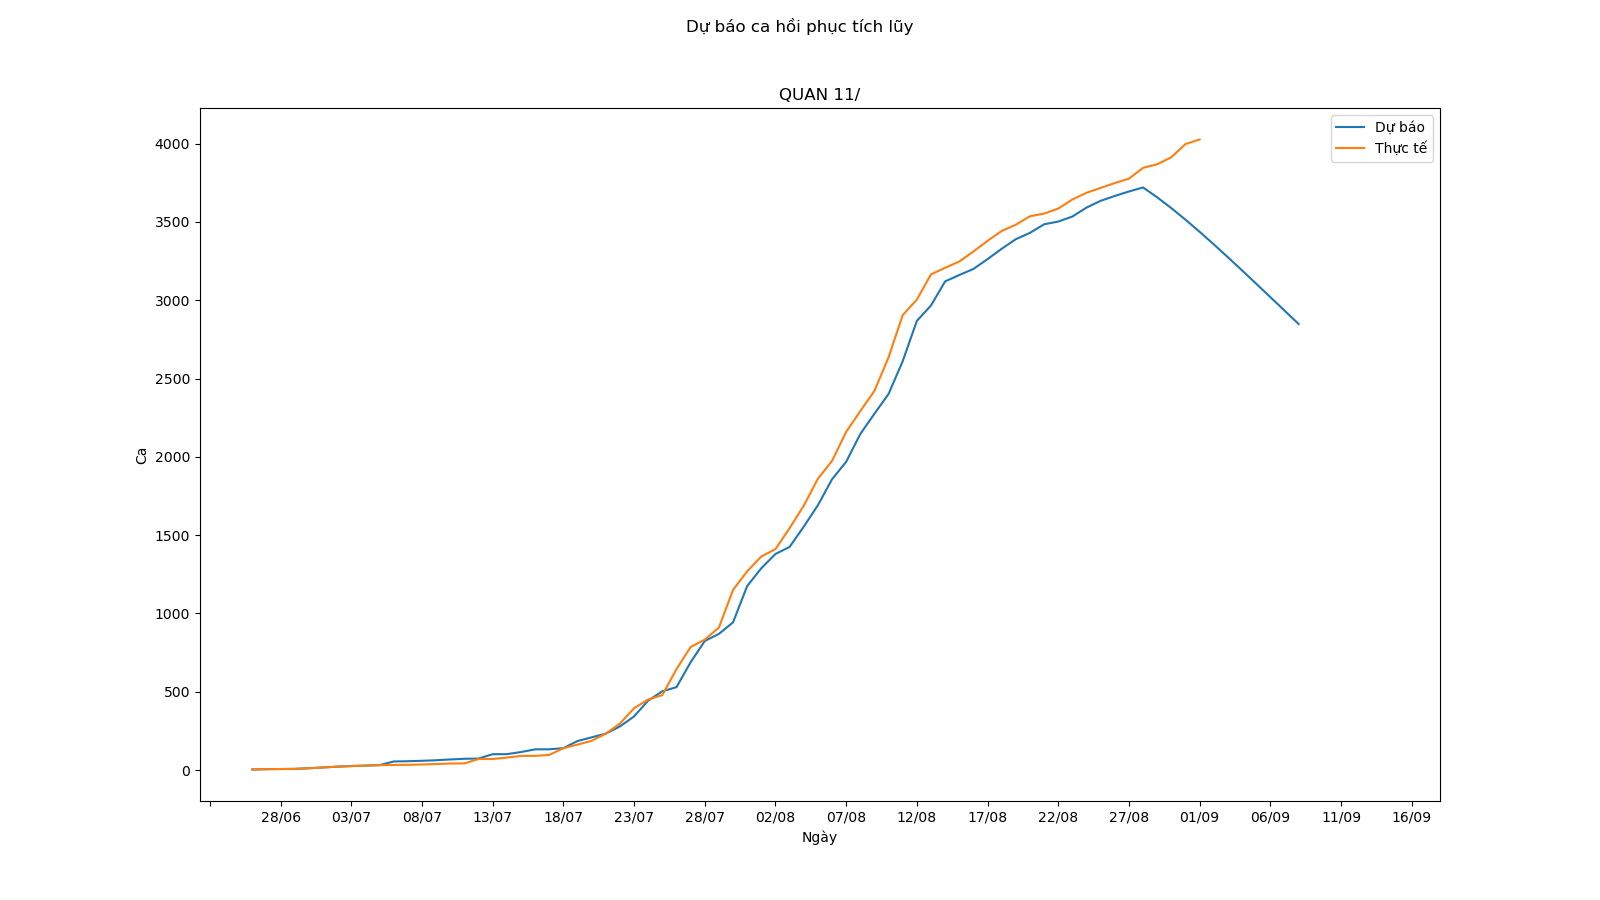 Dự báo ca hồi phục tích lũy
QUAN 11/
Dự báo
Thực tế
4000
3500
3000
2500
2000
1500
1000
500
0
Ca
28/06 03/07 08/07 13/07 18/07 23/07 28/07 02/08 07/08 12/08 17/08 22/08 27/08 01/09 06/09 11/09 16/09
Ngày